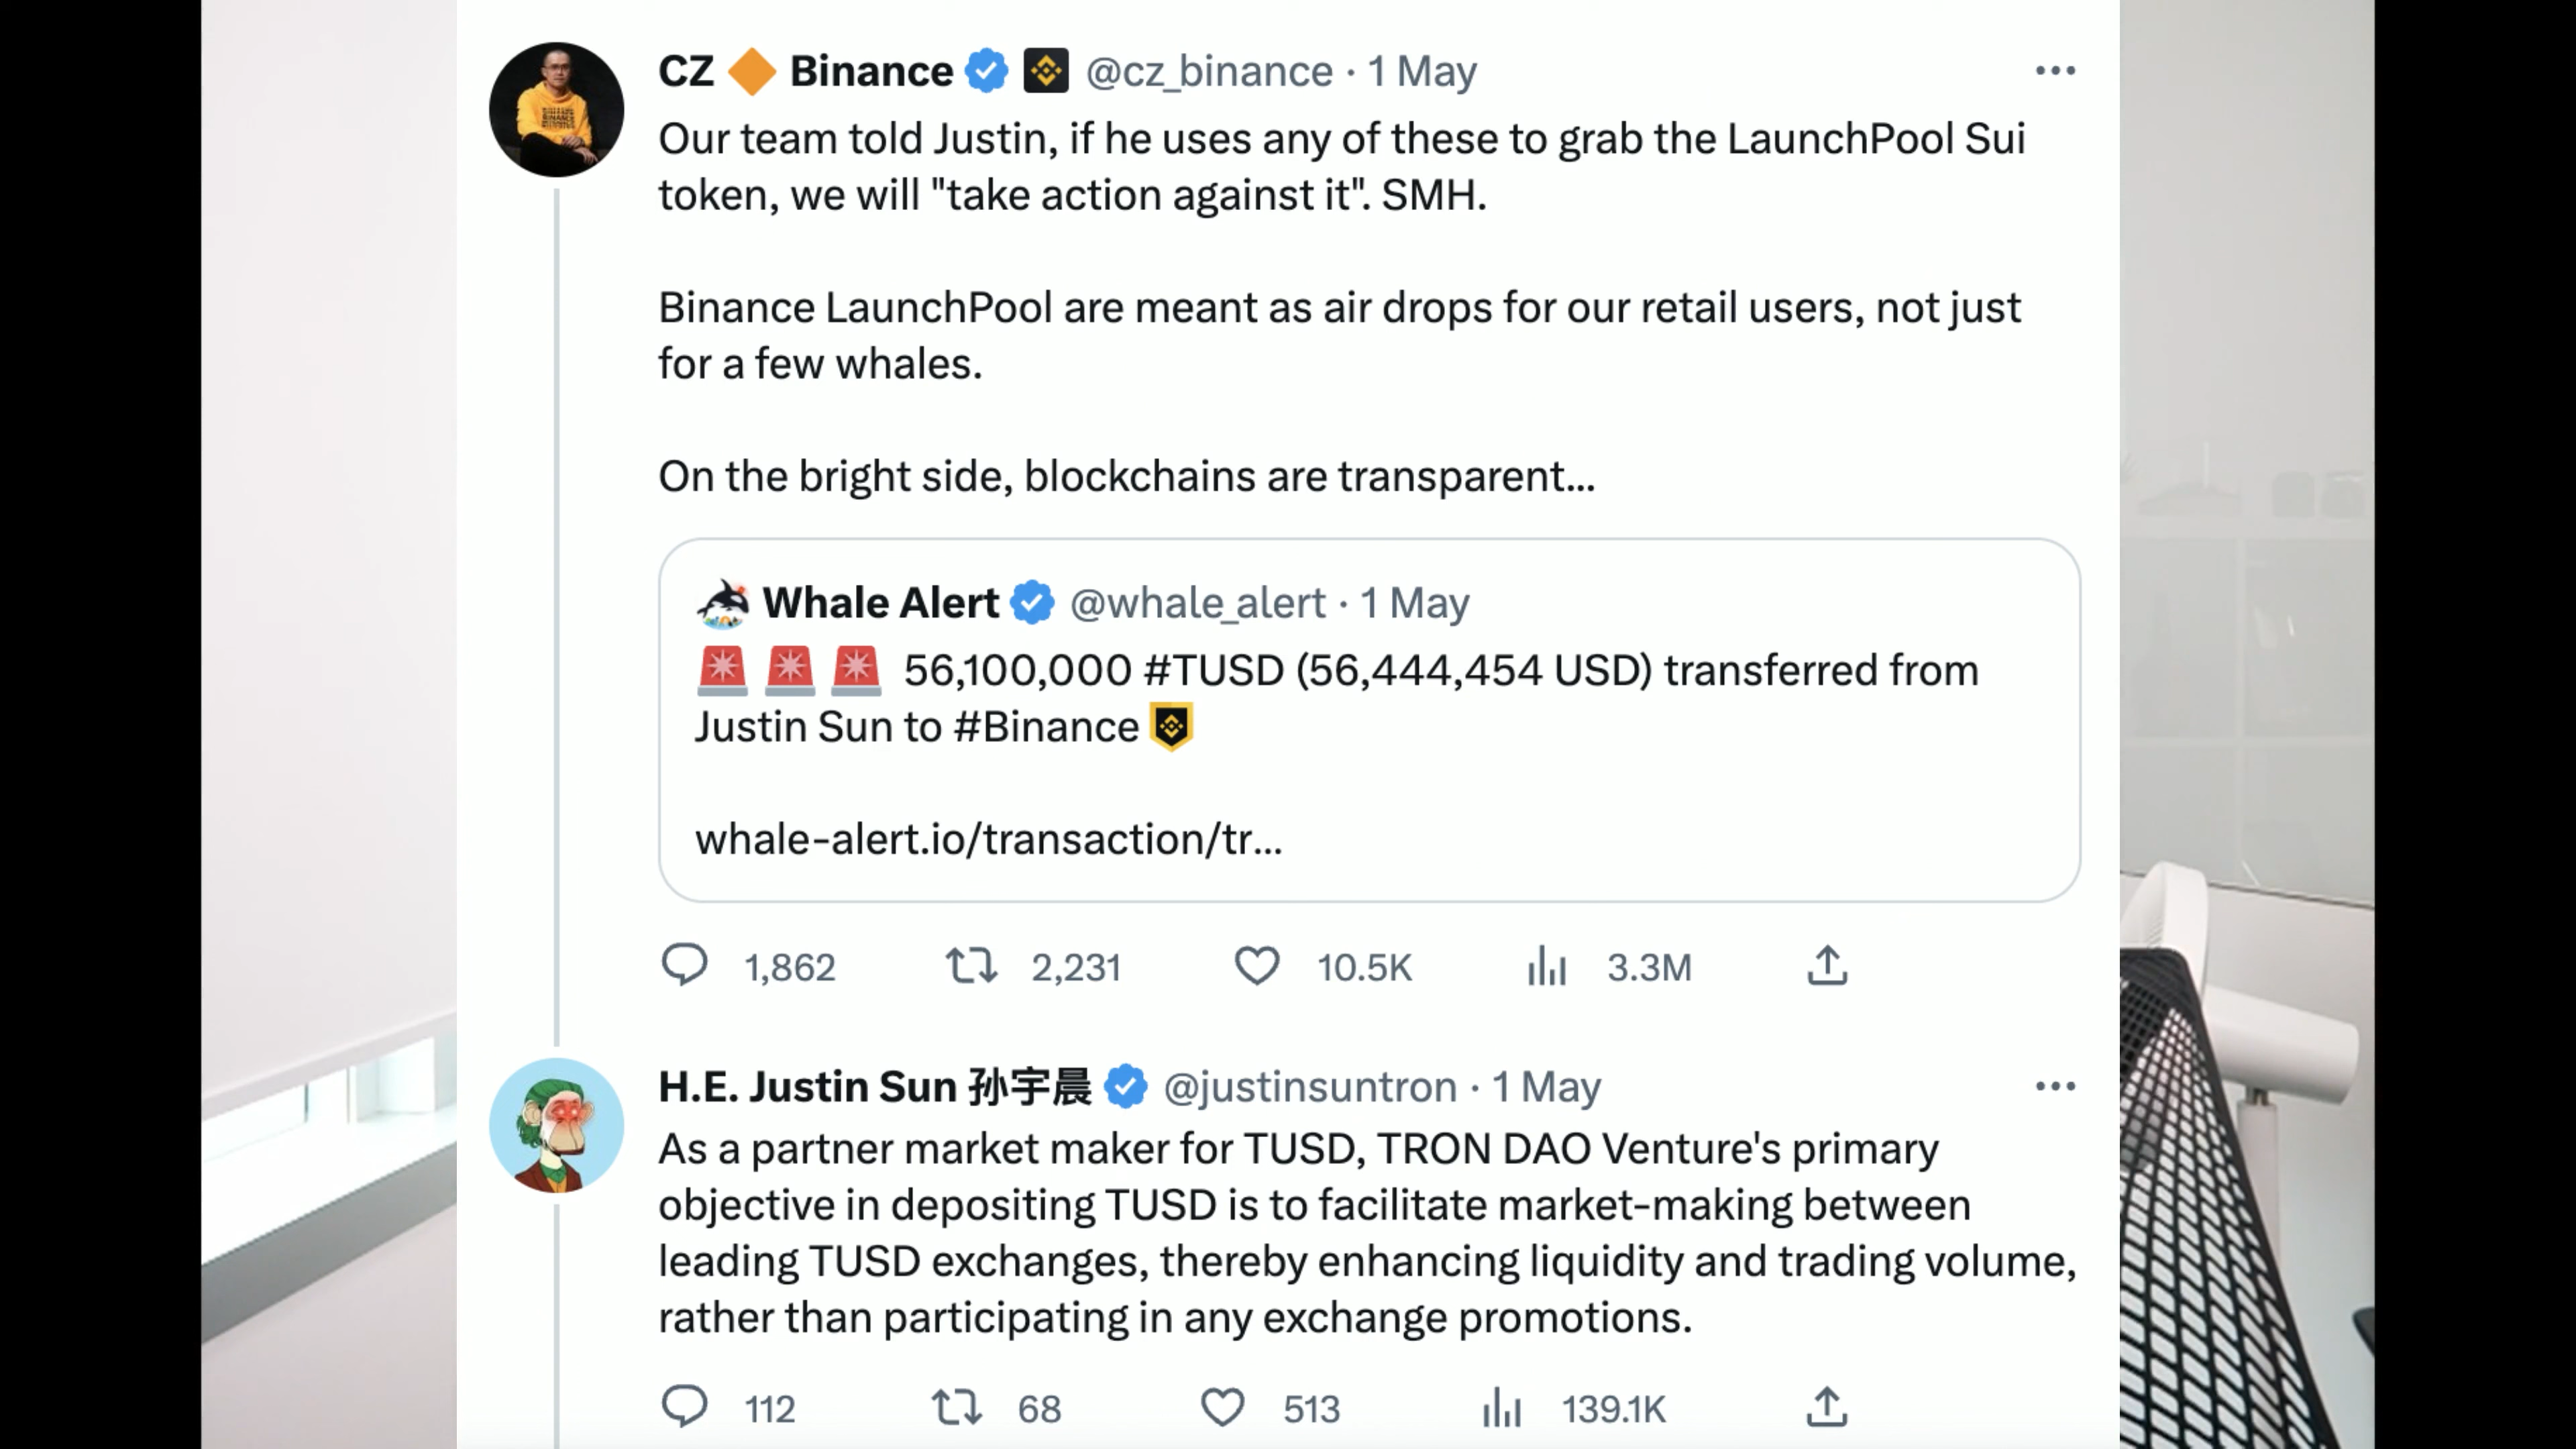 CZ 🔶 Binance @cz_binance · 1 May
Our team told Justin, if he uses any of these to grab the LaunchPool Sui
token, we will "take action against it". SMH.
Binance LaunchPool are meant as air drops for our retail users, not just
for a few whales.
On the bright side, blockchains are transparent...
Whale Alert @whale_alert · 1 May
🚨 🚨 🚨 56,100,000 #TUSD (56,444,454 USD) transferred from
Justin Sun to #Binance
whale-alert.io/transaction/tr...
1,862 2,231 10.5K 3.3M
H.E. Justin Sun 孙宇晨 @justinsuntron · 1 May
As a partner market maker for TUSD, TRON DAO Venture's primary
objective in depositing TUSD is to facilitate market-making between
leading TUSD exchanges, thereby enhancing liquidity and trading volume,
rather than participating in any exchange promotions.
112 68 513 139.1K